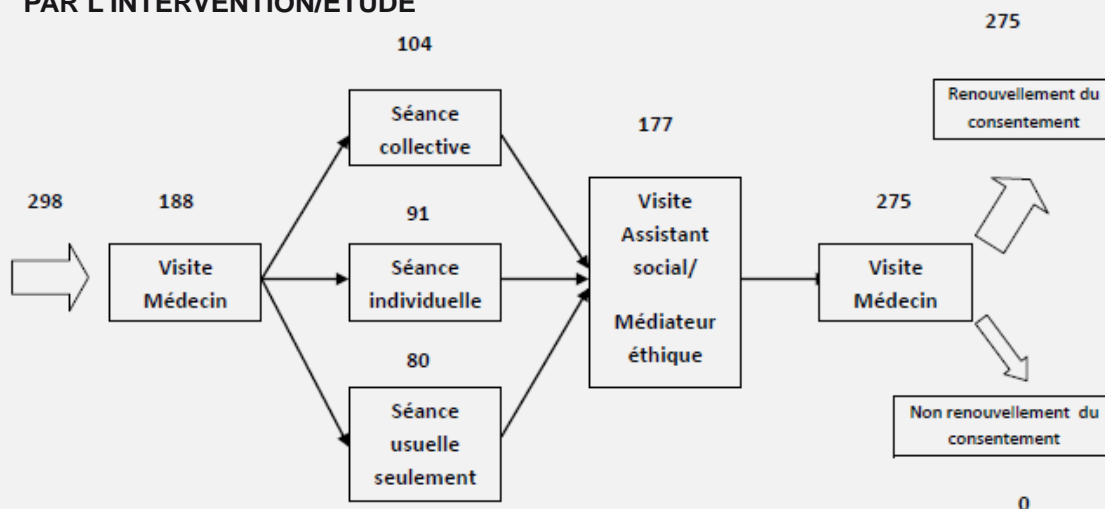 PAR L'INTERVENTION/ETUDE
275
104
Renouvellement du
consentement
Séance
collective
177
298
188
91
Visite
Assistant
social/
Médiateur
éthique
275
Visite
Médecin
Séance
individuelle
Visite
Médecin
80
Séance
usuelle
seulement
Non renouvellement du
consentement
0